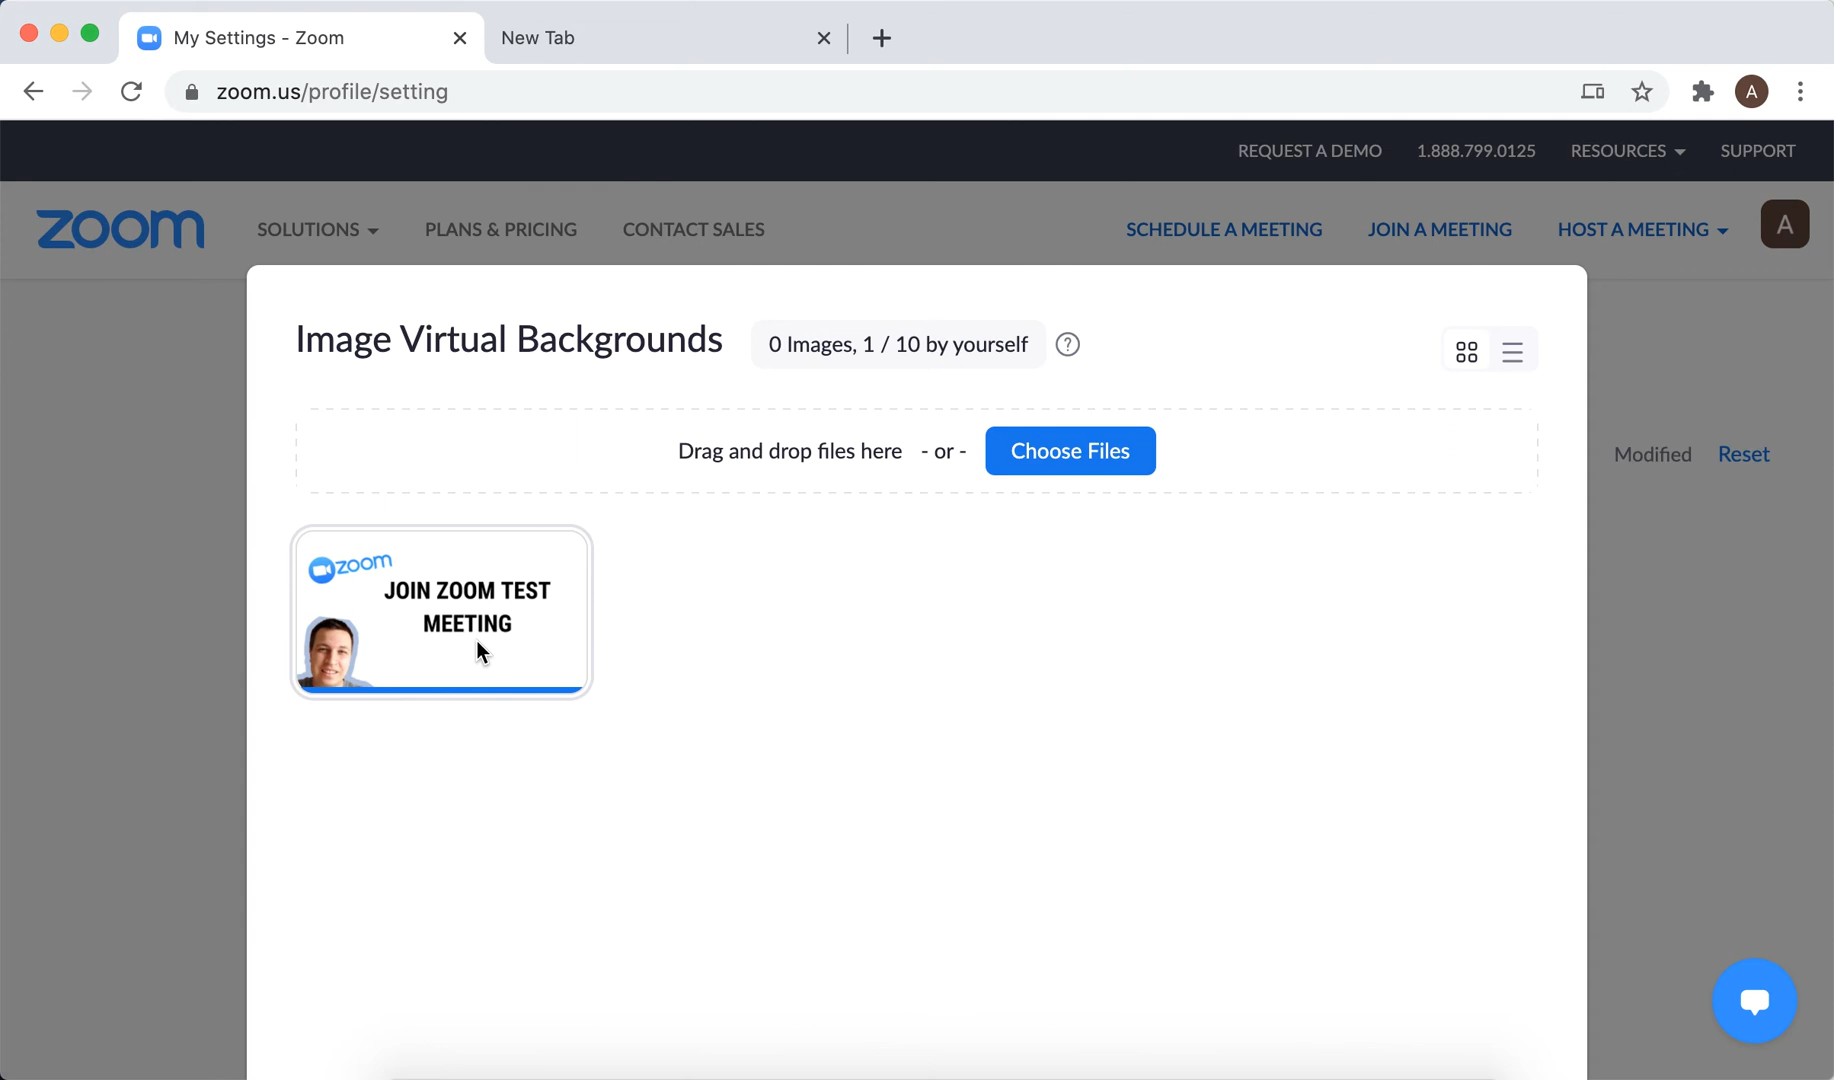 My Settings - Zoom
New Tab
zoom.us/profile/setting
A
REQUEST A DEMO
1.888.799.0125
RESOURCES
SUPPORT
zoom
SOLUTIONS
PLANS & PRICING
CONTACT SALES
SCHEDULE A MEETING
JOIN A MEETING
HOST A MEETING
A
Image Virtual Backgrounds
0 Images, 1 / 10 by yourself
?
Drag and drop files here - or - Choose Files
Modified
Reset
zoom
JOIN ZOOM TEST
MEETING